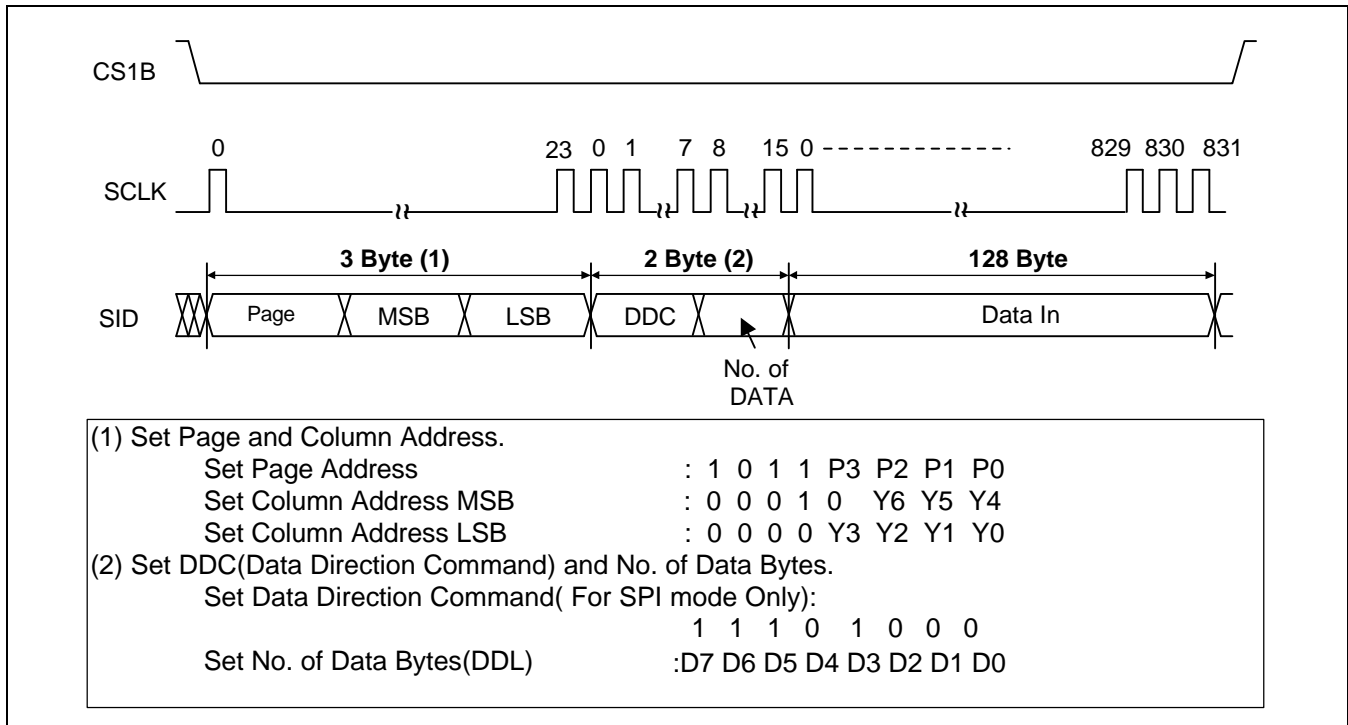 CS1B
0 23 0 1 7 8 15 0 829 830 831
SCLK
3 Byte (1) 2 Byte (2) 128 Byte
SID Page MSB LSB DDC Data In
No. of
DATA
(1) Set Page and Column Address.
Set Page Address : 1 0 1 1 P3 P2 P1 P0
Set Column Address MSB : 0 0 0 1 0 Y6 Y5 Y4
Set Column Address LSB : 0 0 0 0 Y3 Y2 Y1 Y0
(2) Set DDC(Data Direction Command) and No. of Data Bytes.
Set Data Direction Command( For SPI mode Only):
1 1 1 0 1 0 0 0
Set No. of Data Bytes(DDL) :D7 D6 D5 D4 D3 D2 D1 D0